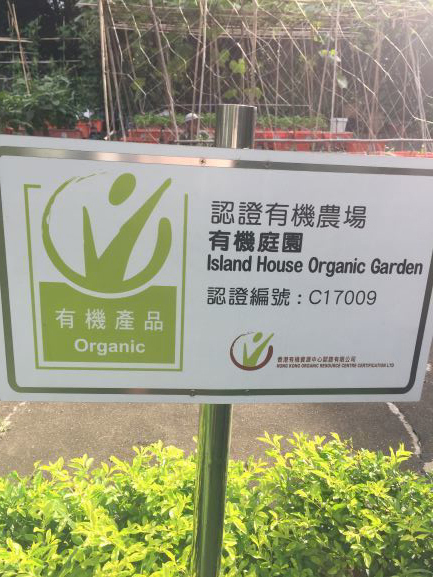 有機產品
Organic
認證有機農場
有機庭園
Island House Organic Garden
認證編號：C17009
香港有機資源中心認證有限公司
HONG KONG ORGANIC RESOURCE CENTRE CERTIFICATION LTD